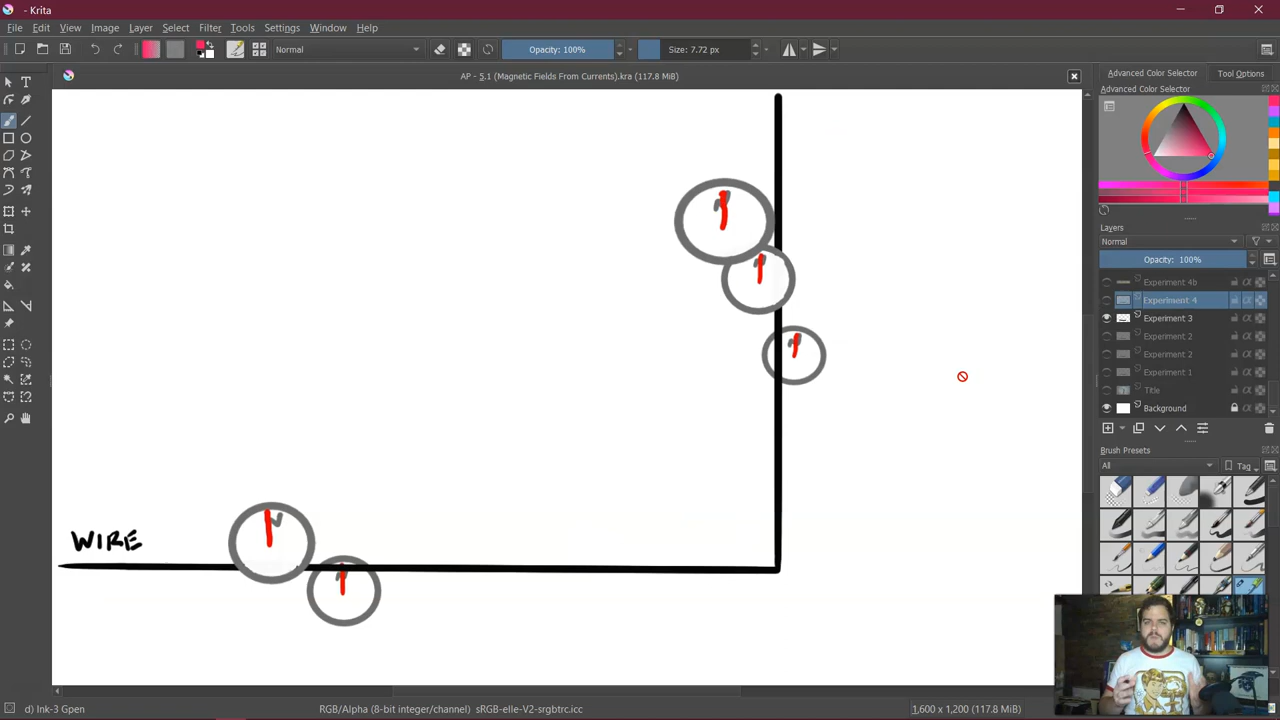 - Krita
File Edit View Image Layer Select Filter Tools Settings Window Help
Normal Opacity: 100% Size: 7.72 px
AP - 5.1 (Magnetic Fields From Currents).kra (117.8 MiB)
Advanced Color Selector Tool Options
Advanced Color Selector
Layers
Normal
Opacity: 100%
Experiment 4b
Experiment 4
Experiment 3
Experiment 2
Experiment 2
Experiment 1
Title
Background
Brush Presets
All Tag
WIRE
d) Ink-3 Gpen RGB/Alpha (8-bit integer/channel) sRGB-elle-V2-srgbtrc.icc 1,600 x 1,200 (117.8 MiB)